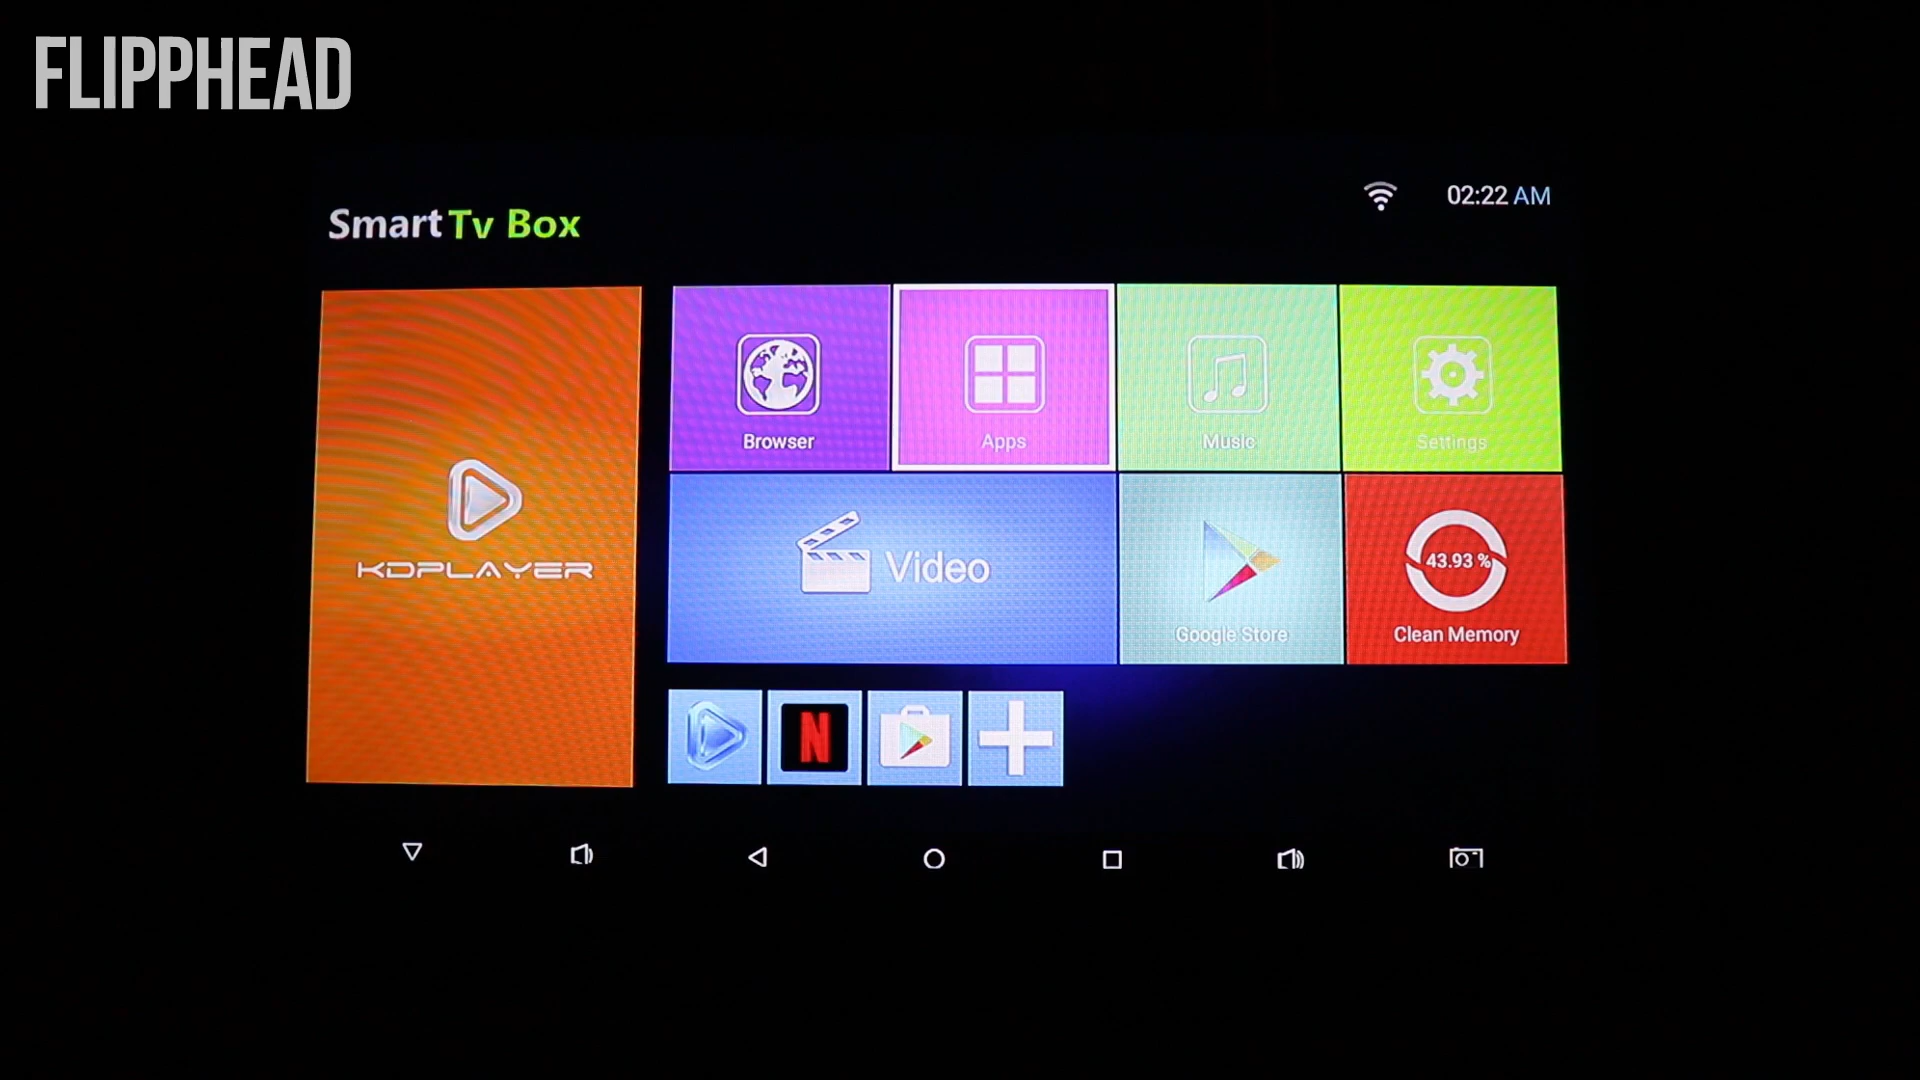 FLIPPHEAD
Smart Tv Box
02:22 AM
KDPLAYER
Browser
Apps
Music
Settings
Video
Google Store
43.93 %
Clean Memory
N